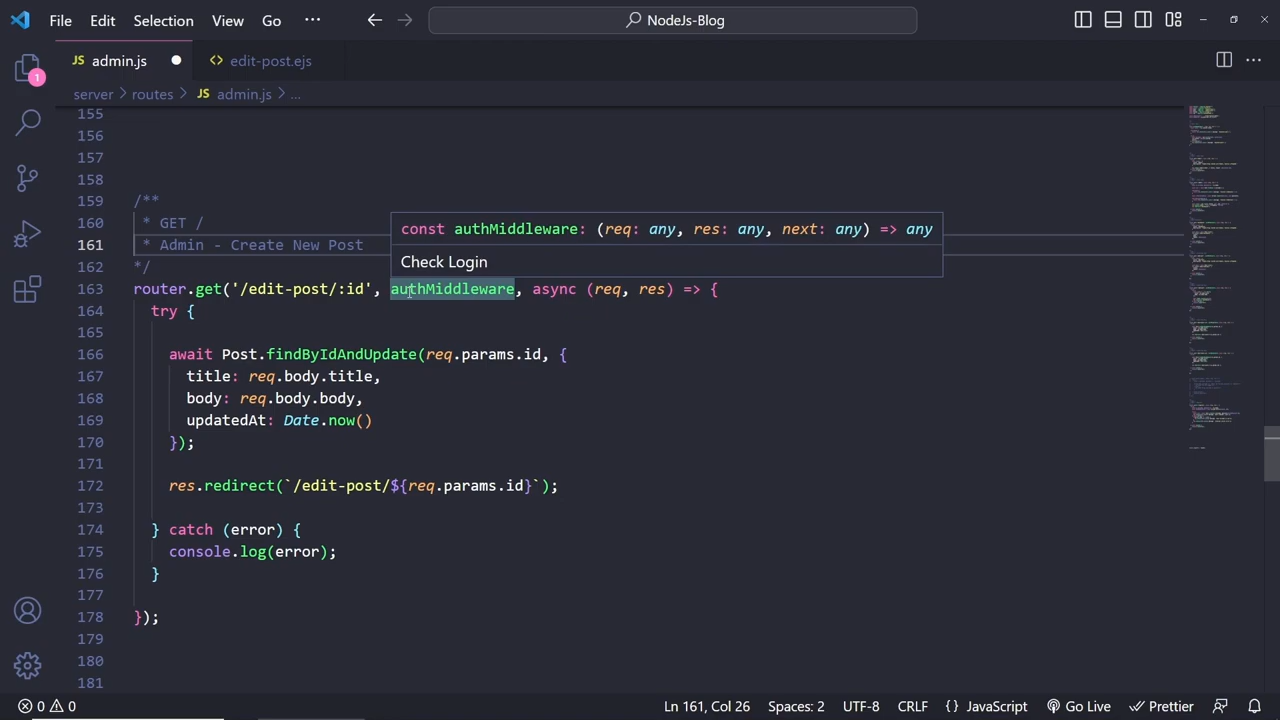 File Edit Selection View Go ··· NodeJs-Blog
JS admin.js
<> edit-post.ejs
1
server > routes > JS admin.js > ...
155
156
157
158
159 /**
160 * GET /
161 * Admin - Create New Post
162 */
const authMiddleware: (req: any, res: any, next: any) => any
Check Login
163 router.get('/edit-post/:id', authMiddleware, async (req, res) => {
164 try {
165
166 await Post.findByIdAndUpdate(req.params.id, {
167 title: req.body.title,
168 body: req.body.body,
169 updatedAt: Date.now()
170 });
171
172 res.redirect(`/edit-post/${req.params.id}`);
173
174 } catch (error) {
175 console.log(error);
176 }
177
178 });
179
180
181
0 0 Ln 161, Col 26 Spaces: 2 UTF-8 CRLF {} JavaScript Go Live Prettier